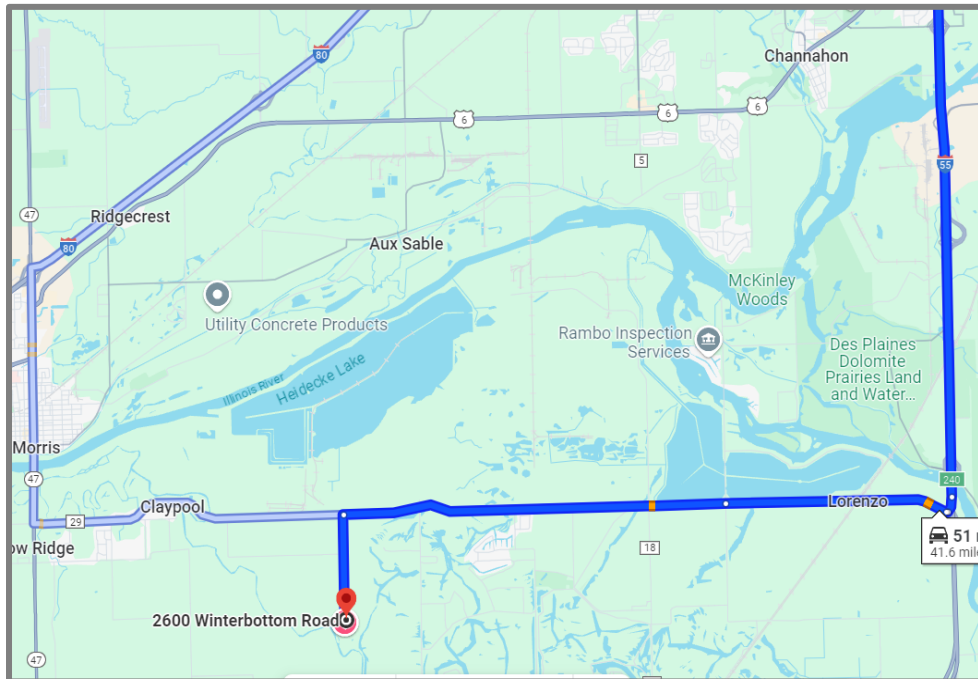 Channahon
80
6
6
6
5
55
47
Ridgecrest
80
Aux Sable
McKinley
Woods
Utility Concrete Products
Rambo Inspection
Services
Des Plaines
Dolomite
Prairies Land
and Water...
Illinois River
Heidecke Lake
Morris
47
240
Claypool
Lorenzo
29
ow Ridge
18
51
41.6 mile
2600 Winterbottom Road
47